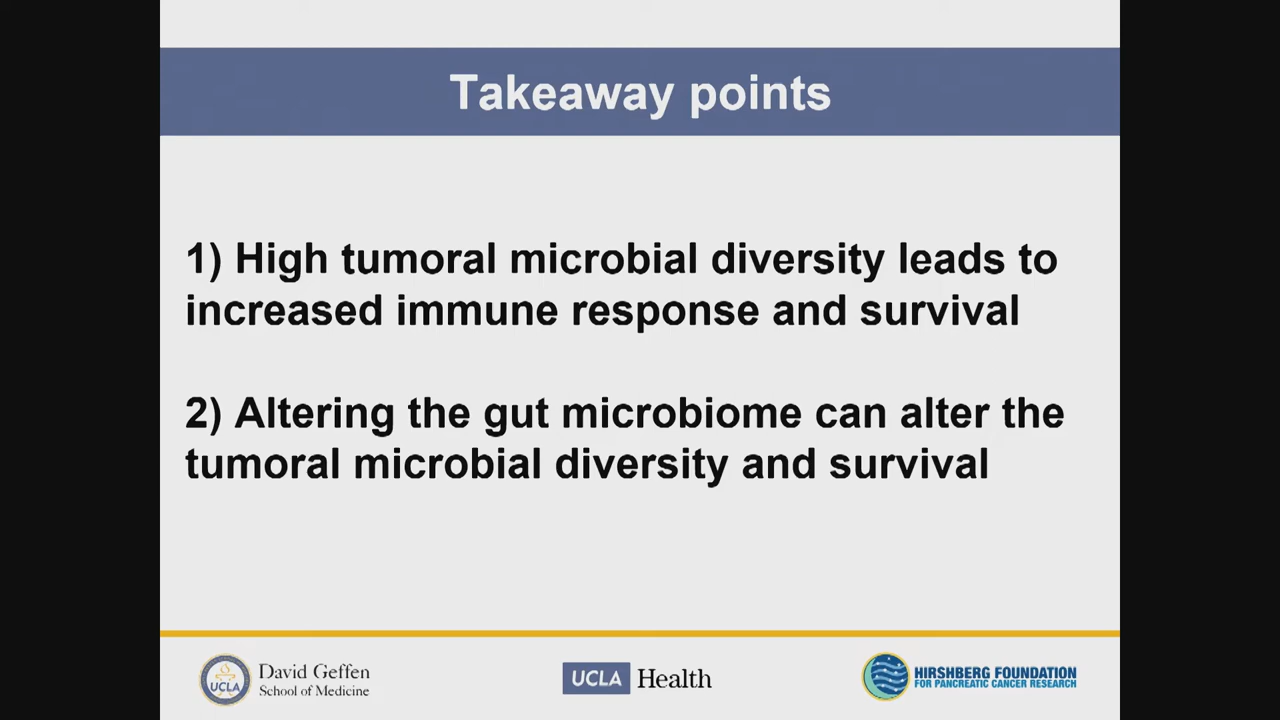 Takeaway points
1) High tumoral microbial diversity leads to
increased immune response and survival
2) Altering the gut microbiome can alter the
tumoral microbial diversity and survival
UCLA
David Geffen
School of Medicine
UCLA Health
HIRSHBERG FOUNDATION
FOR PANCREATIC CANCER RESEARCH